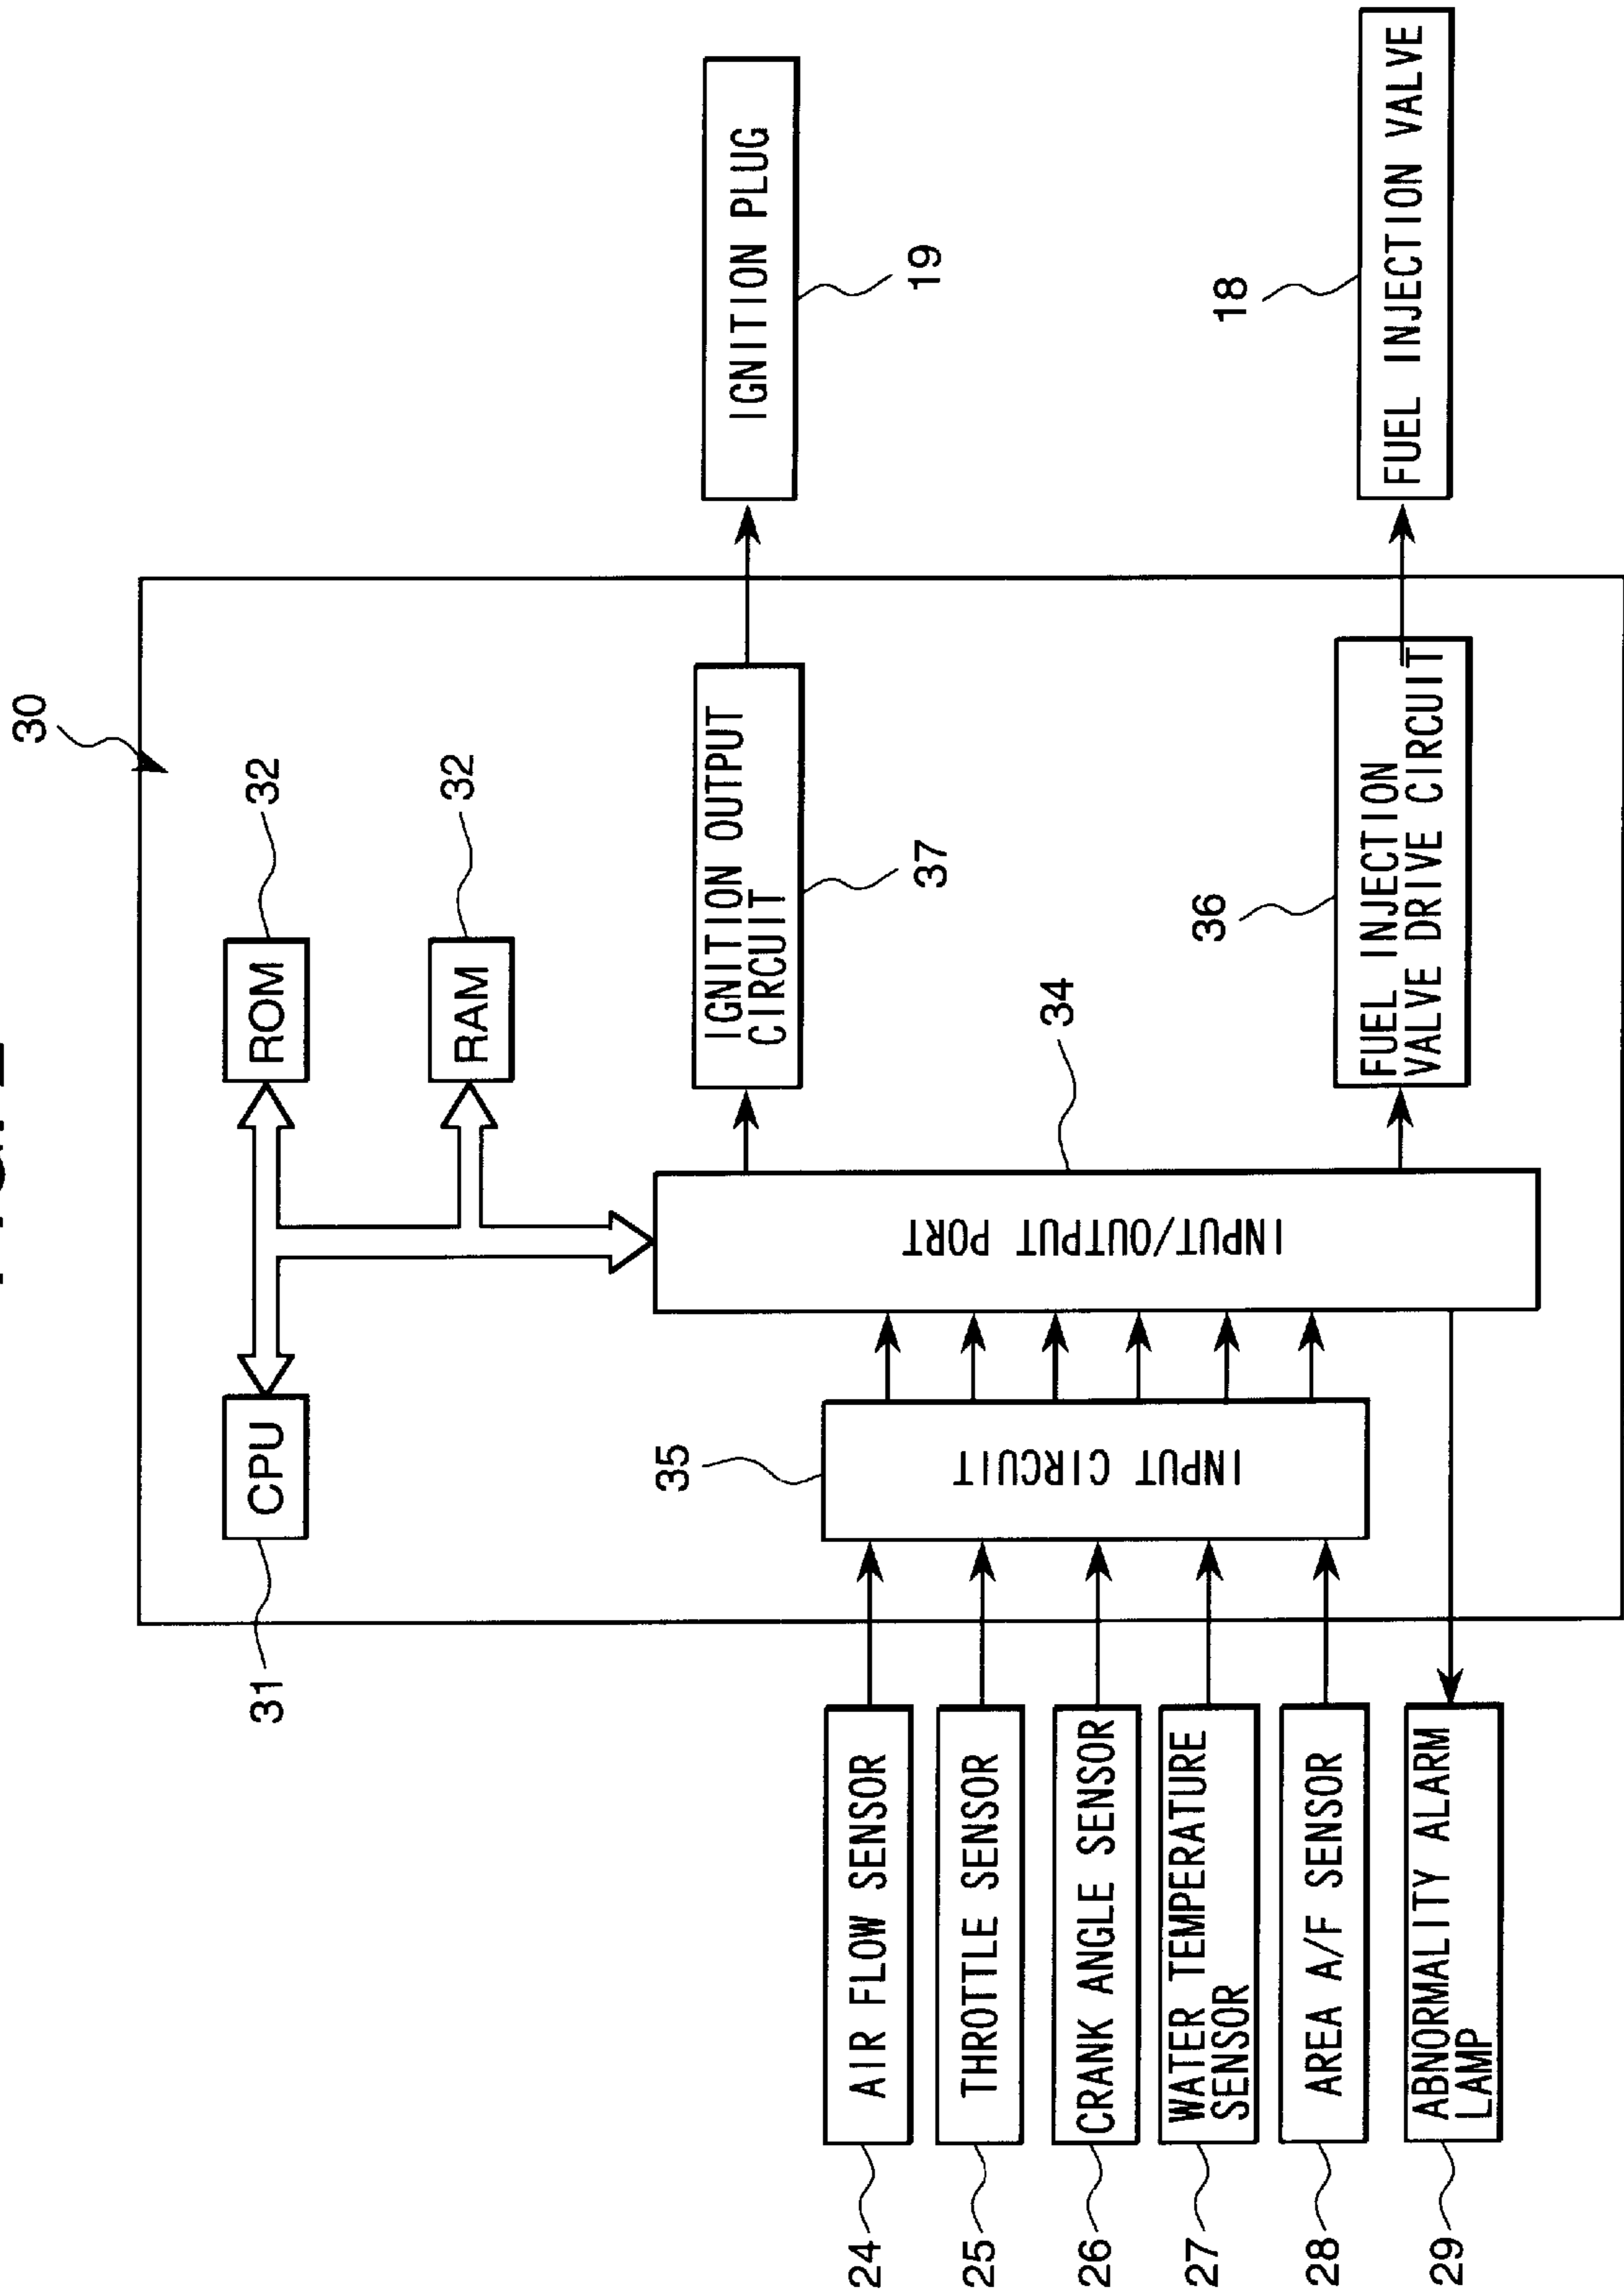 30
CPU
31
ROM
32
RAM
32
AIR FLOW SENSOR
24
THROTTLE SENSOR
25
CRANK ANGLE SENSOR
26
WATER TEMPERATURE
SENSOR
27
AREA A/F SENSOR
28
ABNORMALITY ALARM
LAMP
29
INPUT CIRCUIT
35
INPUT/OUTPUT PORT
34
IGNITION OUTPUT
CIRCUIT
37
FUEL INJECTION
VALVE DRIVE CIRCUIT
36
IGNITION PLUG
19
FUEL INJECTION VALVE
18